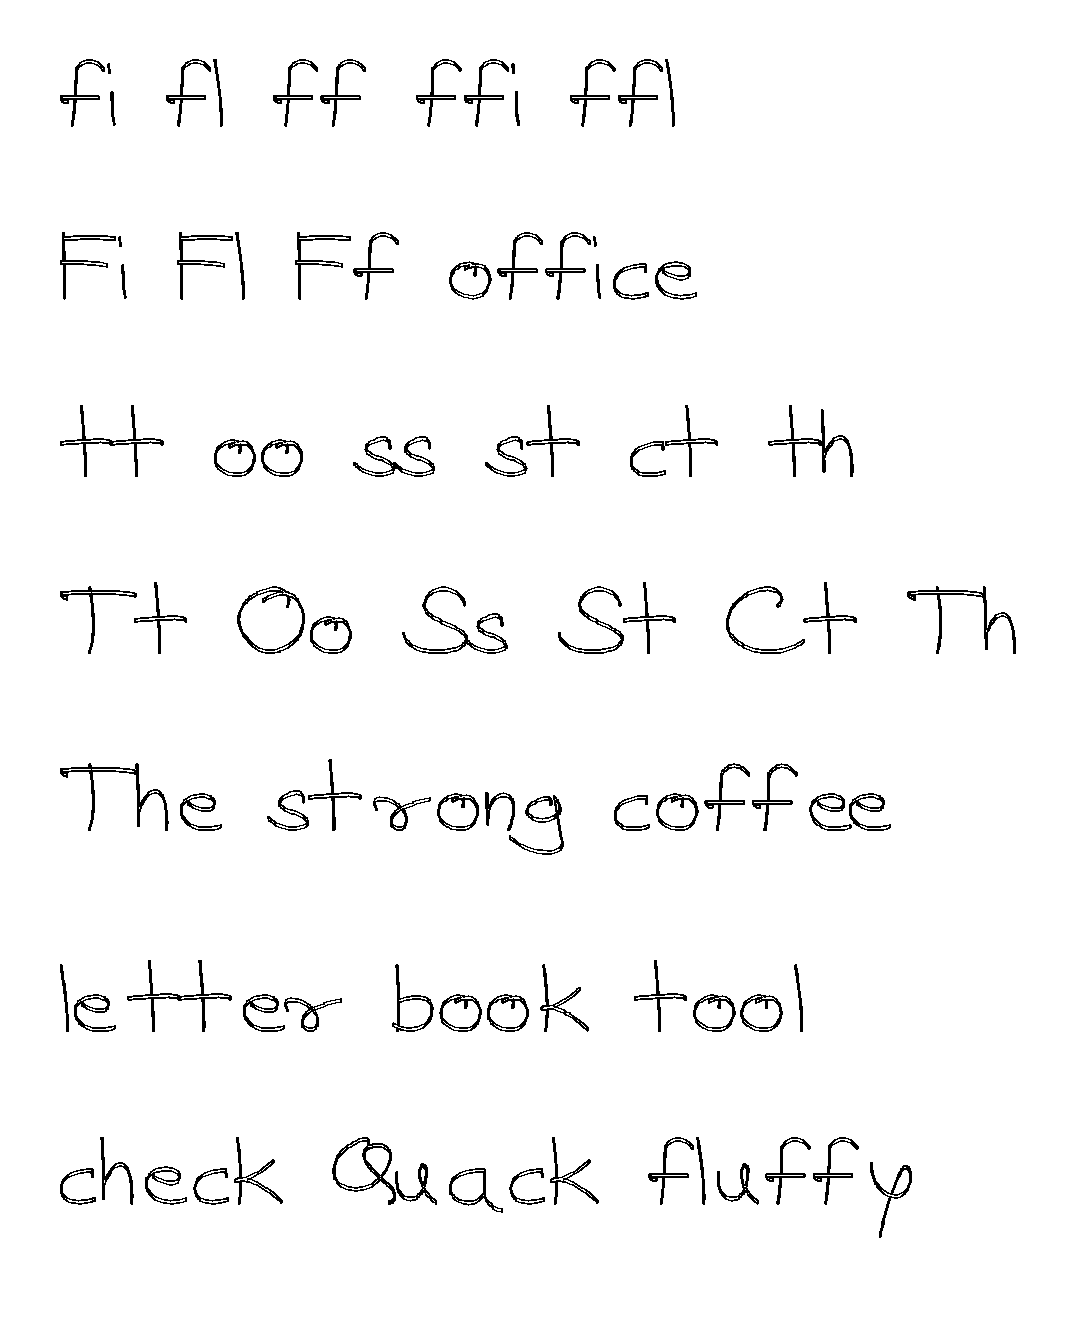 fi fl ff ffi ffl
Fi Fl Ff office
tt oo ss st ct th
Tt Oo Ss St Ct Th
The strong coffee
letter book tool
check Quack fluffy